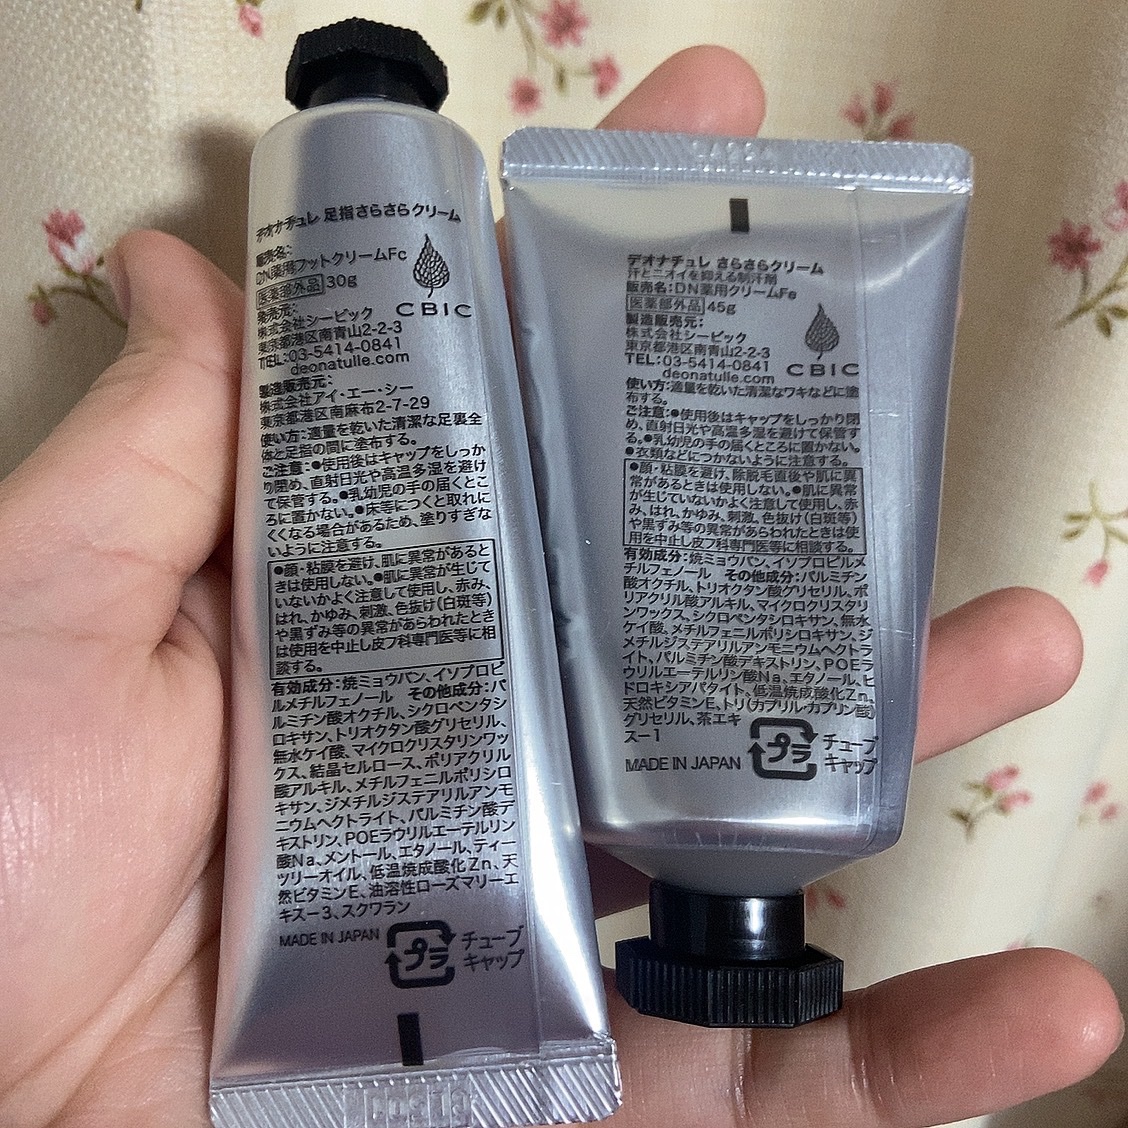 デオナチュレ 足指さらさらクリーム
販売名:
DN薬用フットクリームFc
医薬部外品 30g
発売元:
株式会社シービック
東京都港区南青山2-2-3
TEL:03-5414-0841
deonatulle.com
CBIC
製造販売元:
株式会社アイ・エー・シー
東京都港区南麻布2-7-29
使い方:適量を乾いた清潔な足裏全
体と足指の間に塗布する。
ご注意:●使用後はキャップをしっか
り閉め、直射日光や高温多湿を避け
て保管する。●乳幼児の手の届くとこ
ろに置かない。●床等につくと取れに
くくなる場合があるため、塗りすぎな
いように注意する。
●顔・粘膜を避け、肌に異常があると
きは使用しない。●肌に異常が生じて
いないかよく注意して使用し、赤み、
はれ、かゆみ、刺激、色抜け(白斑等)
や黒ずみ等の異常があらわれたとき
は使用を中止し皮フ科専門医等に相
談する。
有効成分:焼ミョウバン、イソプロピ
ルメチルフェノール その他成分:パ
ルミチン酸オクチル、シクロペンタシ
ロキサン、トリオクタン酸グリセリル、
無水ケイ酸、マイクロクリスタリンワッ
クス、結晶セルロース、ポリアクリル
酸アルキル、メチルフェニルポリシロ
キサン、ジメチルジステアリルアンモ
ニウムヘクトライト、パルミチン酸デ
キストリン、POEラウリルエーテルリン
酸Na、メントール、エタノール、ティー
ツリーオイル、低温焼成酸化Zn、天
然ビタミンE、油溶性ローズマリーエ
キス-3、スクワラン
MADE IN JAPAN
プラ
チューブ
キャップ
デオナチュレ さらさらクリーム
汗とニオイを抑える制汗剤
販売名:DN薬用クリームFe
医薬部外品 45g
製造販売元:
株式会社シービック
東京都港区南青山2-2-3
TEL:03-5414-0841
deonatulle.com
CBIC
使い方:適量を乾いた清潔なワキなどに塗
布する。
ご注意:●使用後はキャップをしっかり閉
め、直射日光や高温多湿を避けて保管す
る。●乳幼児の手の届くところに置かない。
●衣類などにつかないように注意する。
●顔・粘膜を避け、除脱毛直後や肌に異
常があるときは使用しない。●肌に異常
が生じていないかよく注意して使用し、赤
み、はれ、かゆみ、刺激、色抜け(白斑等)
や黒ずみ等の異常があらわれたときは使
用を中止し皮フ科専門医等に相談する。
有効成分:焼ミョウバン、イソプロピルメ
チルフェノール その他成分:パルミチン
酸オクチル、トリオクタン酸グリセリル、ポ
リアクリル酸アルキル、マイクロクリスタリ
ンワックス、シクロペンタシロキサン、無水
ケイ酸、メチルフェニルポリシロキサン、ジ
メチルジステアリルアンモニウムヘクトラ
イト、パルミチン酸デキストリン、POEラ
ウリルエーテルリン酸Na、エタノール、ヒ
ドロキシアパタイト、低温焼成酸化Zn、
天然ビタミンE、トリ(カプリル・カプリン酸)
グリセリル、茶エキ
ス-1
MADE IN JAPAN
プラ
チューブ
キャップ